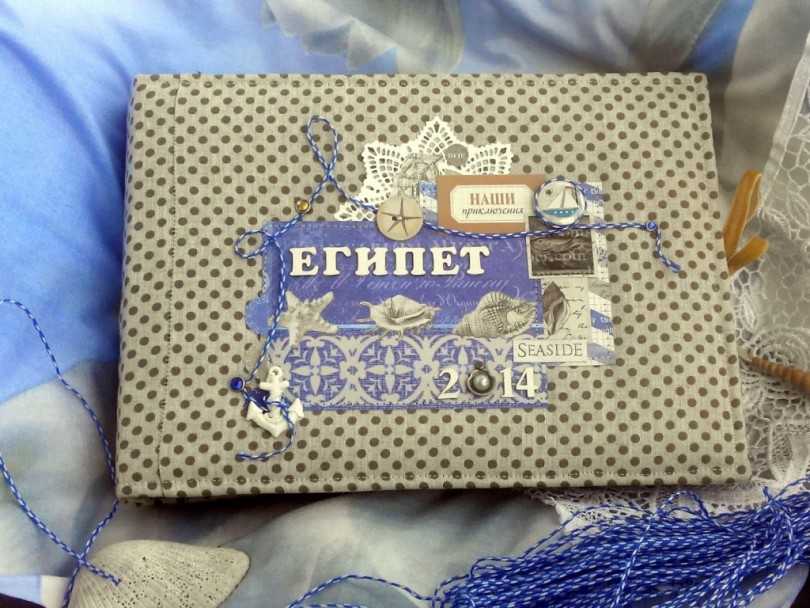 НАШИ
приключения
ЕГИПЕТ
SEASIDE
2014